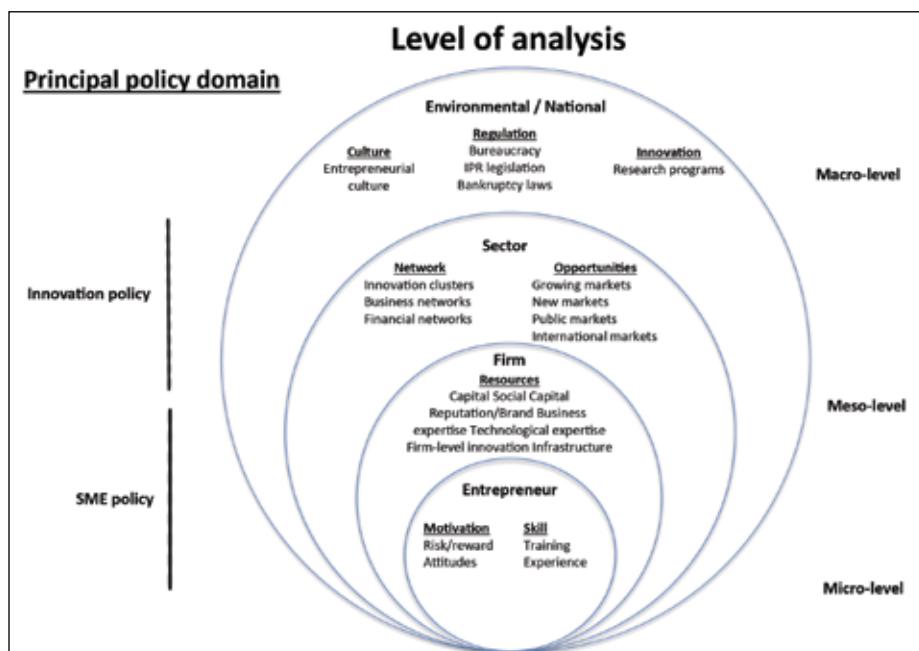 Level of analysis
Principal policy domain
Environmental / National
Culture
Entrepreneurial
culture
Regulation
Bureaucracy
IPR legislation
Bankruptcy laws
Innovation
Research programs
Macro-level
Sector
Network
Innovation clusters
Business networks
Financial networks
Opportunities
Growing markets
New markets
Public markets
International markets
Innovation policy
Firm
Resources
Capital Social Capital
Reputation/Brand Business
expertise Technological expertise
Firm-level innovation Infrastructure
Meso-level
SME policy
Entrepreneur
Motivation
Risk/reward
Attitudes
Skill
Training
Experience
Micro-level